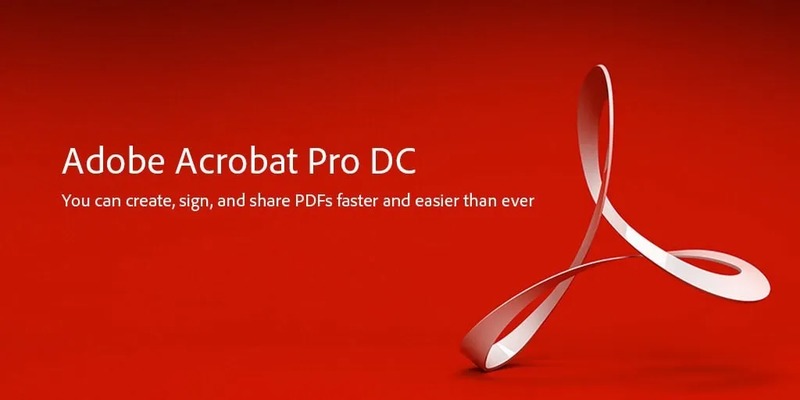 Adobe Acrobat Pro DC
You can create, sign, and share PDFs faster and easier than ever